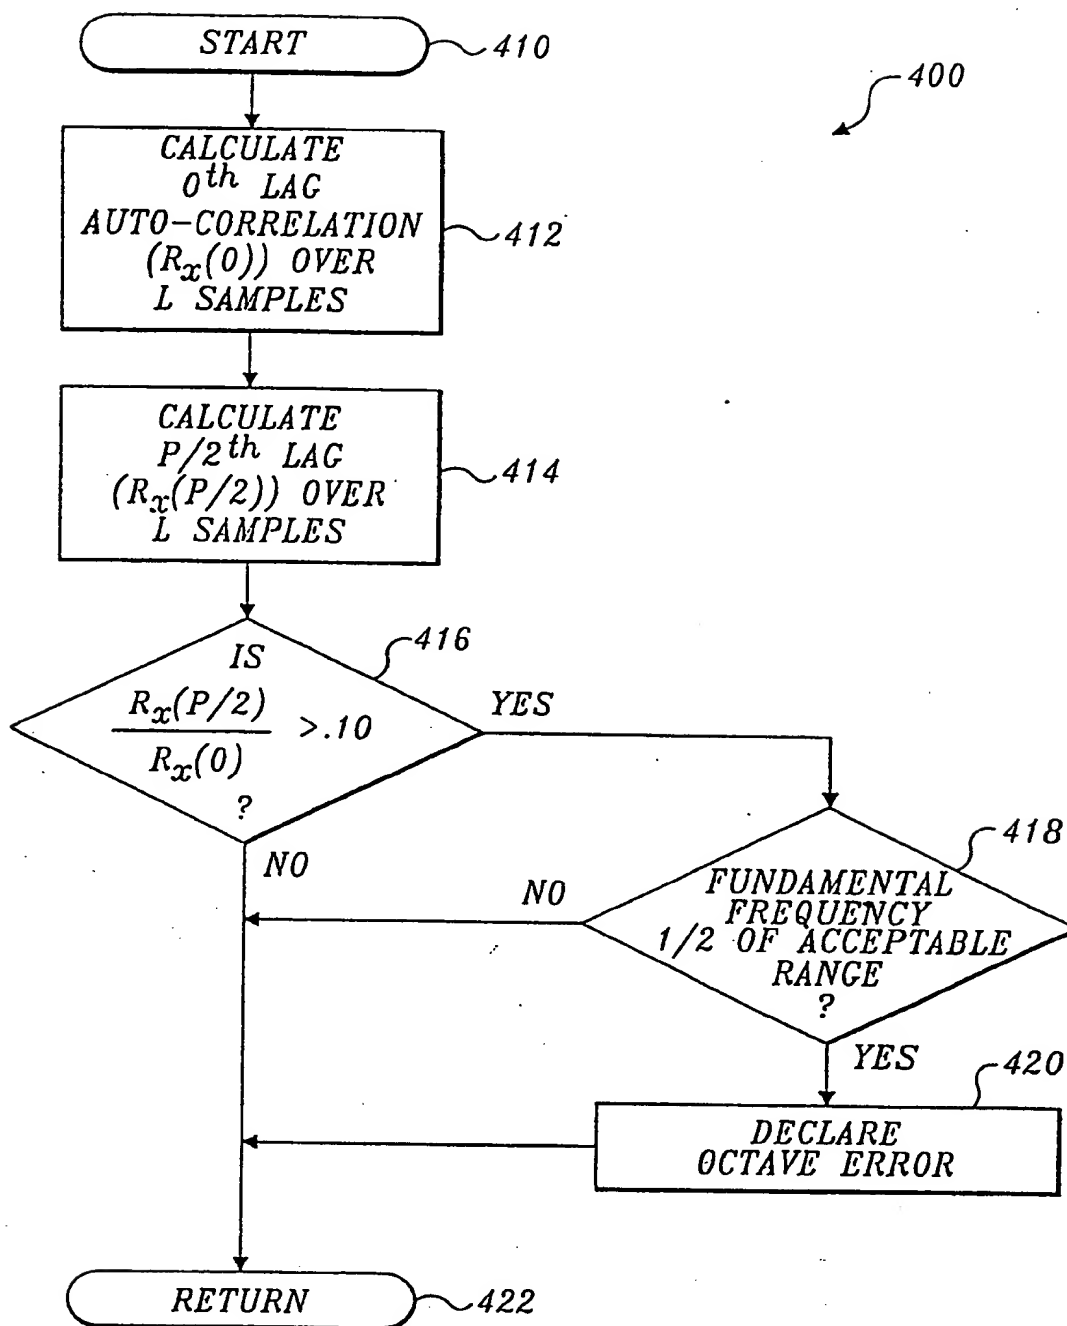 START
410
400
CALCULATE
0th LAG
AUTO-CORRELATION
(Rx(0)) OVER
L SAMPLES
412
CALCULATE
P/2th LAG
(Rx(P/2)) OVER
L SAMPLES
414
416
IS
Rx(P/2)
Rx(0)
>.10
?
YES
NO
418
FUNDAMENTAL
FREQUENCY
1/2 OF ACCEPTABLE
RANGE
?
NO
YES
420
DECLARE
OCTAVE ERROR
RETURN
422